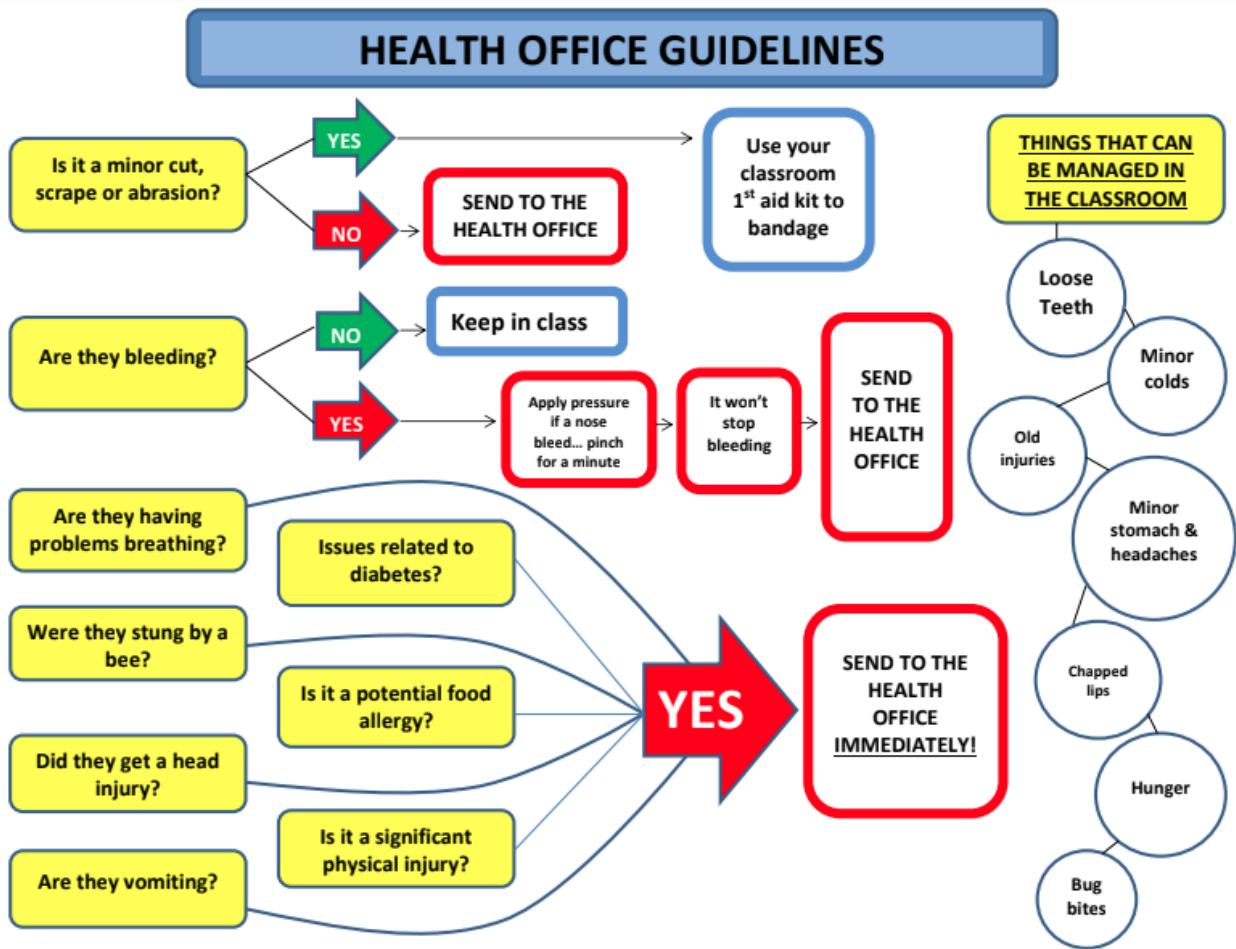 HEALTH OFFICE GUIDELINES
Is it a minor cut,
scrape or abrasion?
YES
Use your
classroom
1st aid kit to
bandage
NO
SEND TO THE
HEALTH OFFICE
Are they bleeding?
NO
Keep in class
YES
Apply pressure
if a nose
bleed... pinch
for a minute
It won't
stop
bleeding
SEND
TO THE
HEALTH
OFFICE
Are they having
problems breathing?
Issues related to
diabetes?
Were they stung by a
bee?
Is it a potential food
allergy?
Did they get a head
injury?
Is it a significant
physical injury?
Are they vomiting?
YES
SEND TO THE
HEALTH
OFFICE
IMMEDIATELY!
THINGS THAT CAN
BE MANAGED IN
THE CLASSROOM
Loose
Teeth
Minor
colds
Old
injuries
Minor
stomach &
headaches
Chapped
lips
Hunger
Bug
bites